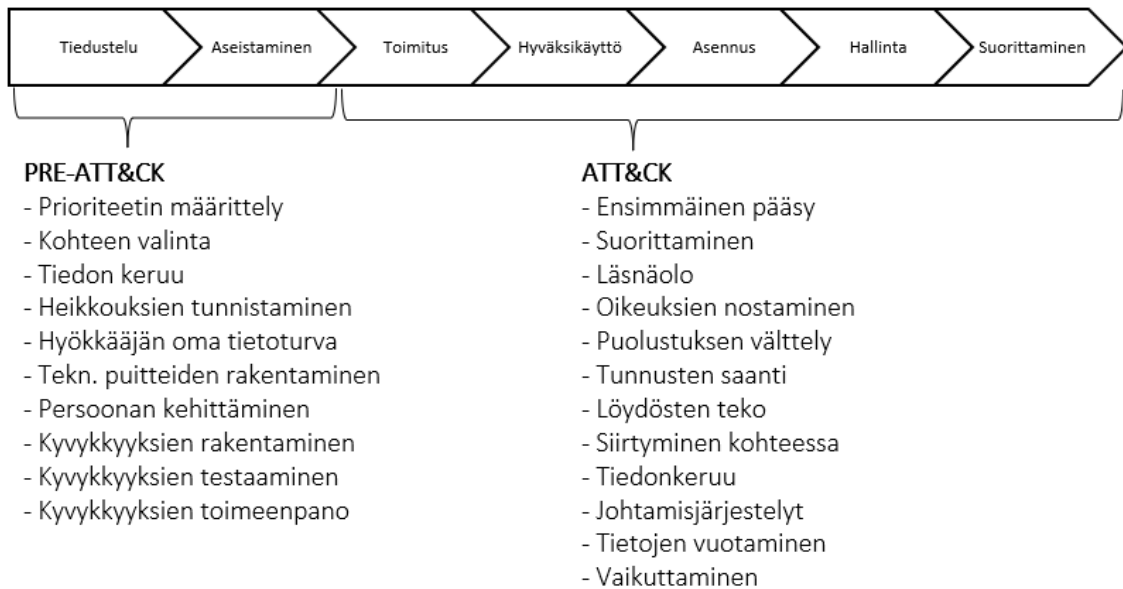 Tiedustelu
Aseistaminen
Toimitus
Hyväksikäyttö
Asennus
Hallinta
Suorittaminen
PRE-ATT&CK
- Prioriteetin määrittely
- Kohteen valinta
- Tiedon keruu
- Heikkouksien tunnistaminen
- Hyökkääjän oma tietoturva
- Tekn. puitteiden rakentaminen
- Persoonan kehittäminen
- Kyvykkyyksien rakentaminen
- Kyvykkyyksien testaaminen
- Kyvykkyyksien toimeenpano
ATT&CK
- Ensimmäinen pääsy
- Suorittaminen
- Läsnäolo
- Oikeuksien nostaminen
- Puolustuksen välttely
- Tunnusten saanti
- Löydösten teko
- Siirtyminen kohteessa
- Tiedonkeruu
- Johtamisjärjestelyt
- Tietojen vuotaminen
- Vaikuttaminen